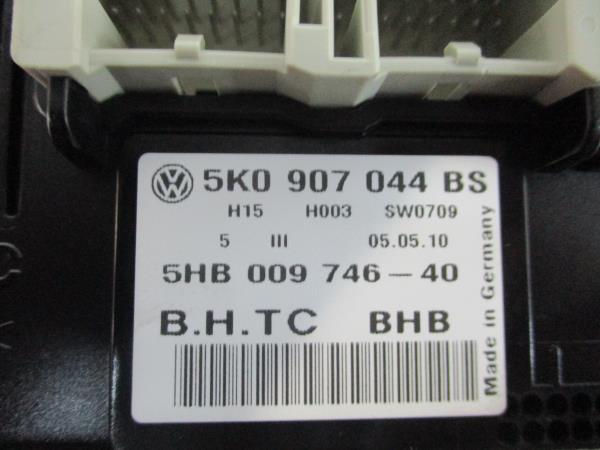 5K0 907 044 BS
H15 H003 SW0709
5 III 05.05.10
5HB 009 746-40
B.H.TC BHB
Made in Germany